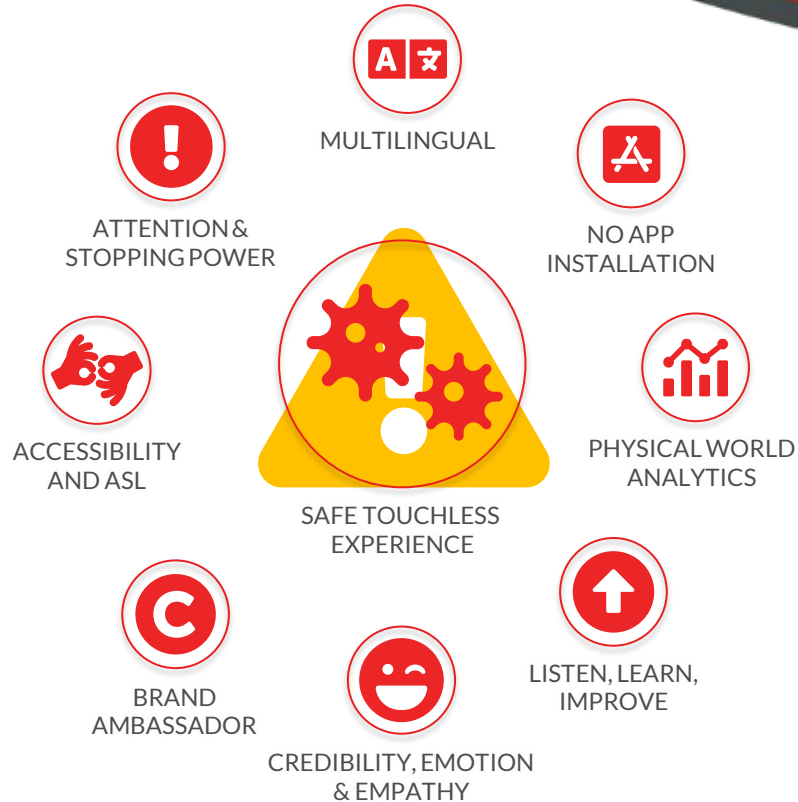 A 文
MULTILINGUAL
!
ATTENTION &
STOPPING POWER
NO APP
INSTALLATION
ACCESSIBILITY
AND ASL
!
PHYSICAL WORLD
ANALYTICS
SAFE TOUCHLESS
EXPERIENCE
C
BRAND
AMBASSADOR
LISTEN, LEARN,
IMPROVE
CREDIBILITY, EMOTION
& EMPATHY